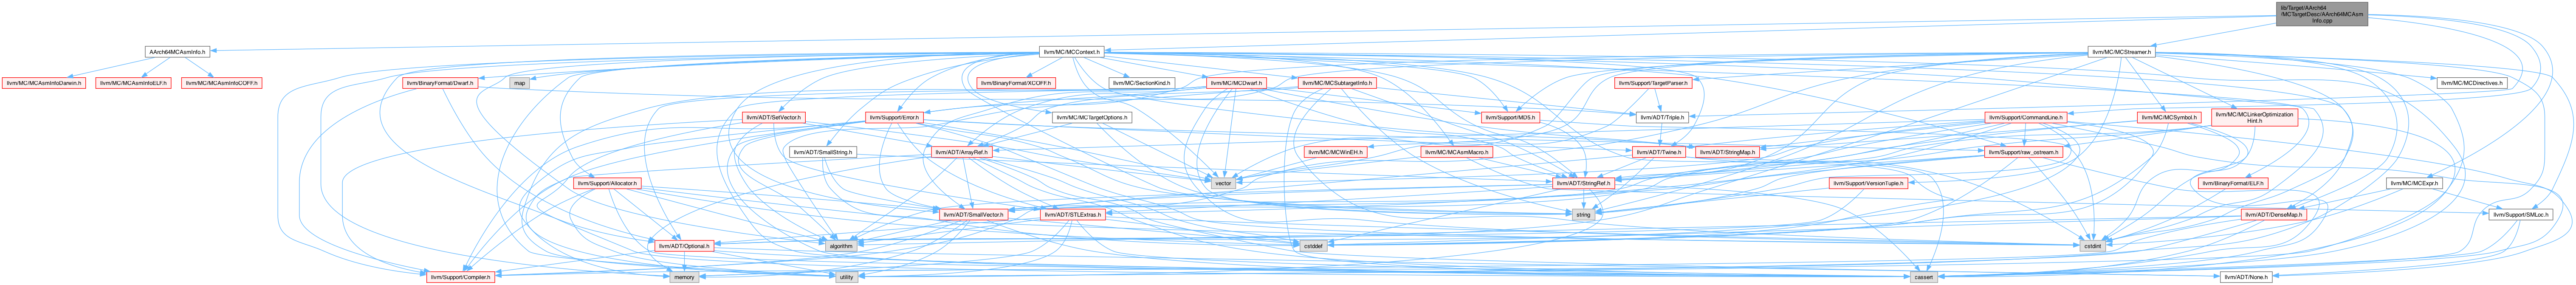 lib/Target/AArch64
/MCTargetDesc/AArch64MCAsm
Info.cpp
AArch64MCAsmInfo.h
llvm/MC/MCContext.h
llvm/MC/MCStreamer.h
llvm/MC/MCAsmInfoDarwin.h
llvm/MC/MCAsmInfoELF.h
llvm/MC/MCAsmInfoCOFF.h
llvm/BinaryFormat/Dwarf.h
map
llvm/BinaryFormat/XCOFF.h
llvm/MC/SectionKind.h
llvm/MC/MCDwarf.h
llvm/MC/MCSubtargetInfo.h
llvm/Support/TargetParser.h
llvm/MC/MCDirectives.h
llvm/ADT/SetVector.h
llvm/Support/Error.h
llvm/MC/MCTargetOptions.h
llvm/Support/MD5.h
llvm/ADT/Triple.h
llvm/Support/CommandLine.h
llvm/MC/MCSymbol.h
llvm/MC/MCLinkerOptimization
Hint.h
llvm/ADT/SmallString.h
llvm/ADT/ArrayRef.h
llvm/MC/MCWinEH.h
llvm/MC/MCAsmMacro.h
llvm/ADT/Twine.h
llvm/ADT/StringMap.h
llvm/Support/raw_ostream.h
llvm/Support/Allocator.h
vector
llvm/ADT/StringRef.h
llvm/Support/VersionTuple.h
llvm/BinaryFormat/ELF.h
llvm/MC/MCExpr.h
llvm/ADT/SmallVector.h
llvm/ADT/STLExtras.h
string
llvm/ADT/DenseMap.h
llvm/Support/SMLoc.h
llvm/ADT/Optional.h
algorithm
cstddef
cstdint
llvm/Support/Compiler.h
memory
utility
cassert
llvm/ADT/None.h